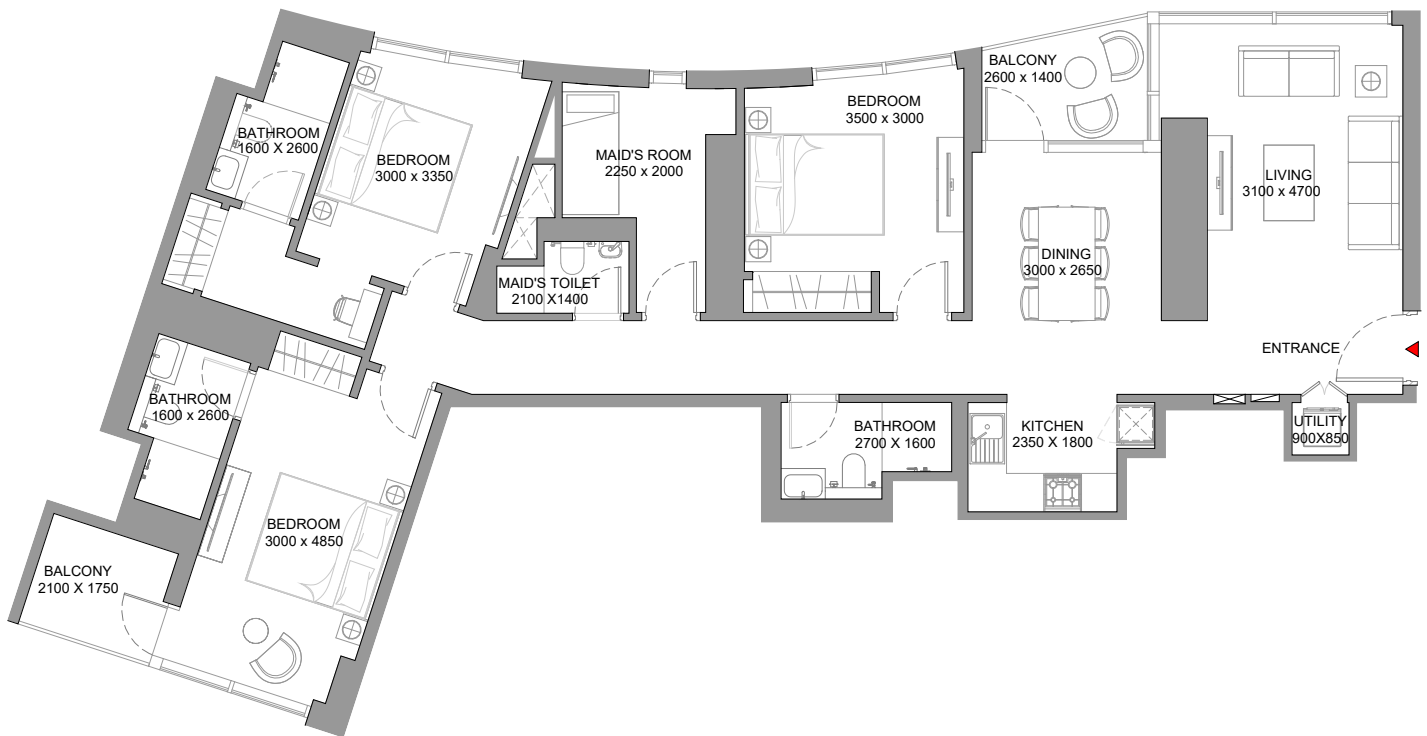 BALCONY
2600 x 1400
BEDROOM
3500 x 3000
BATHROOM
1600 X 2600
BEDROOM
3000 x 3350
MAID'S ROOM
2250 x 2000
LIVING
3100 x 4700
DINING
3000 x 2650
MAID'S TOILET
2100 X1400
ENTRANCE
BATHROOM
1600 x 2600
BATHROOM
2700 X 1600
KITCHEN
2350 X 1800
UTILITY
900X850
BEDROOM
3000 x 4850
BALCONY
2100 X 1750